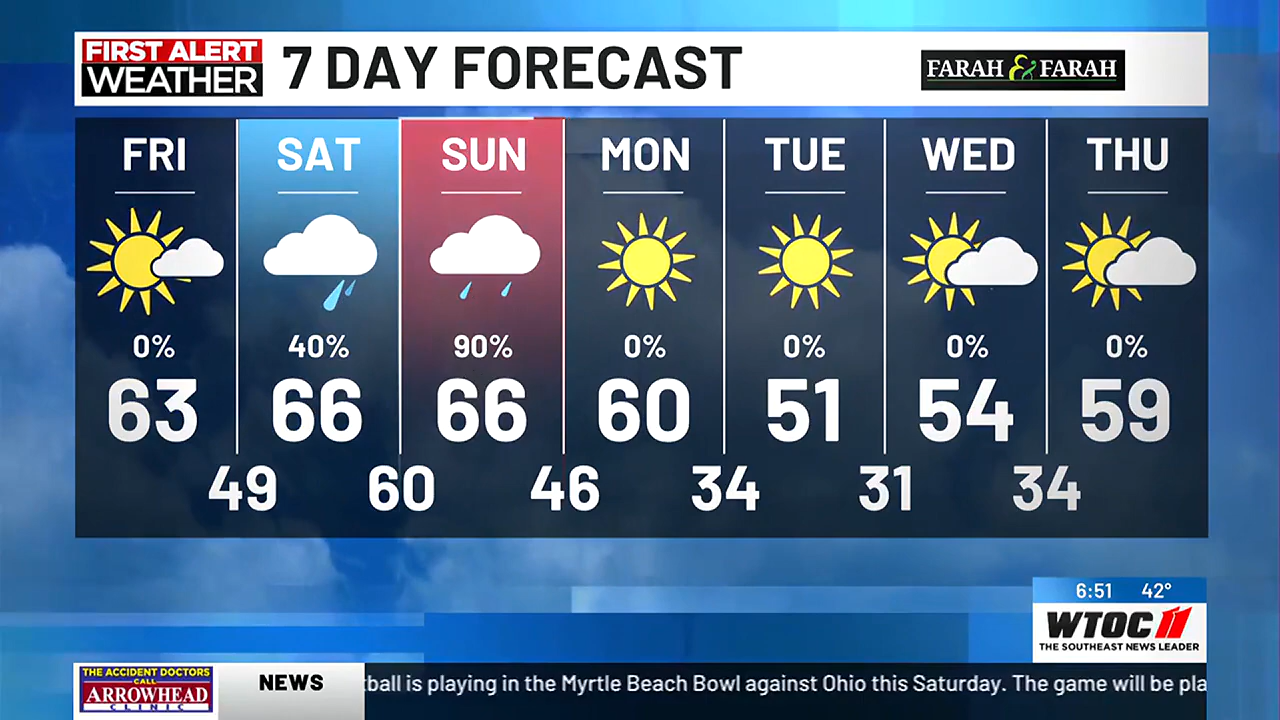 FIRST ALERT
WEATHER
7 DAY FORECAST
FARAH & FARAH
FRI SAT SUN MON TUE WED THU
0% 40% 90% 0% 0% 0% 0%
63 66 66 60 51 54 59
49 60 46 34 31 34
6:51 42°
WTOC 11
THE SOUTHEAST NEWS LEADER
THE ACCIDENT DOCTORS
CALL
ARROWHEAD
CLINIC
NEWS
tball is playing in the Myrtle Beach Bowl against Ohio this Saturday. The game will be pla